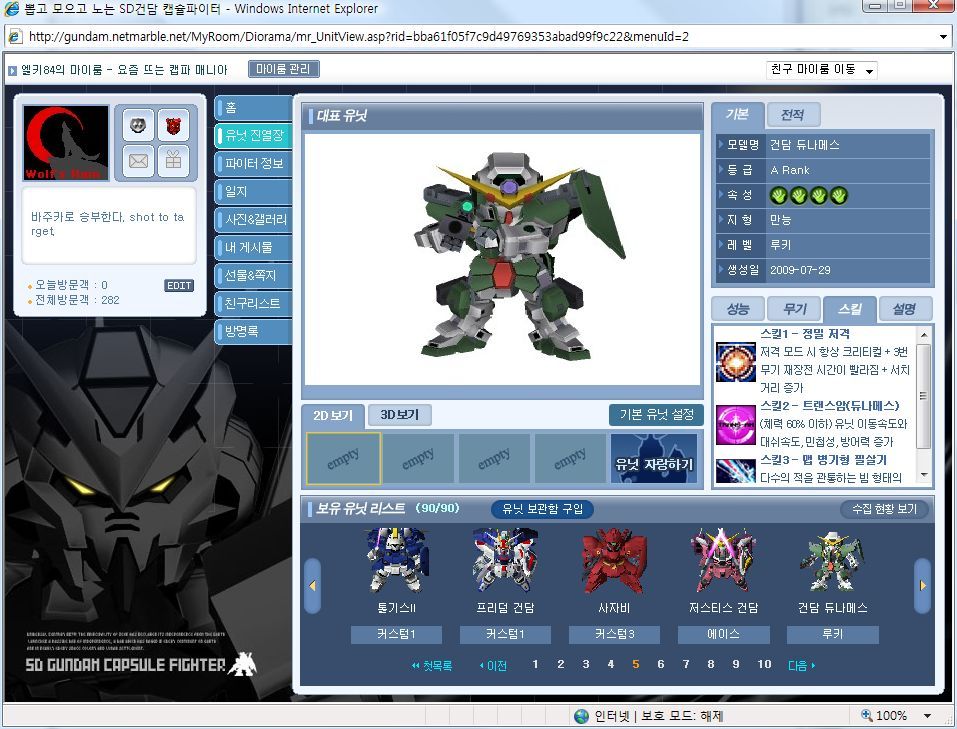 뽑고 모으고 노는 SD건담 캡슐파이터 - Windows Internet Explorer
http://gundam.netmarble.net/MyRoom/Diorama/mr_UnitView.asp?rid=bba61f05f7c9d49769353abad99f9c22&menuId=2
엘키84의 마이룸 - 요즘 뜨는 캡파 매니아
마이룸 관리
친구 마이룸 이동
Wolf's Rain
바주카로 승부한다, shot to ta
rget,
오늘방문객 : 0
EDIT
전체방문객 : 282
홈
유닛 진열장
파이터 정보
일지
사진&갤러리
내 게시물
선물&쪽지
친구리스트
방명록
대표 유닛
2D보기
3D보기
기본 유닛 설정
empty
empty
empty
empty
유닛 자랑하기
기본
전적
모델명 건담 듀나메스
등 급 A Rank
속 성
지 형 만능
레 벨 루키
생성일 2009-07-29
성능
무기
스킬
설명
스킬1 - 정밀 저격
저격 모드 시 항상 크리티컬 + 3번
무기 재장전 시간이 빨라짐 + 서치
거리 증가
스킬2 - 트랜스암(듀나메스)
(체력 60% 이하) 유닛 이동속도와
대쉬속도, 민첩성, 방어력 증가
TRANS-AM
스킬3 - 맵 병기형 필살기
다수의 적을 관통하는 빔 형태의
보유 유닛 리스트 (90/90)
유닛 보관함 구입
수집 현황 보기
톨기스II
프리덤 건담
사자비
저스티스 건담
건담 듀나메스
커스텀1
커스텀1
커스텀3
에이스
루키
첫목록 이전 1 2 3 4 5 6 7 8 9 10 다음
SD GUNDAM CAPSULE FIGHTER
인터넷 | 보호 모드: 해제
100%